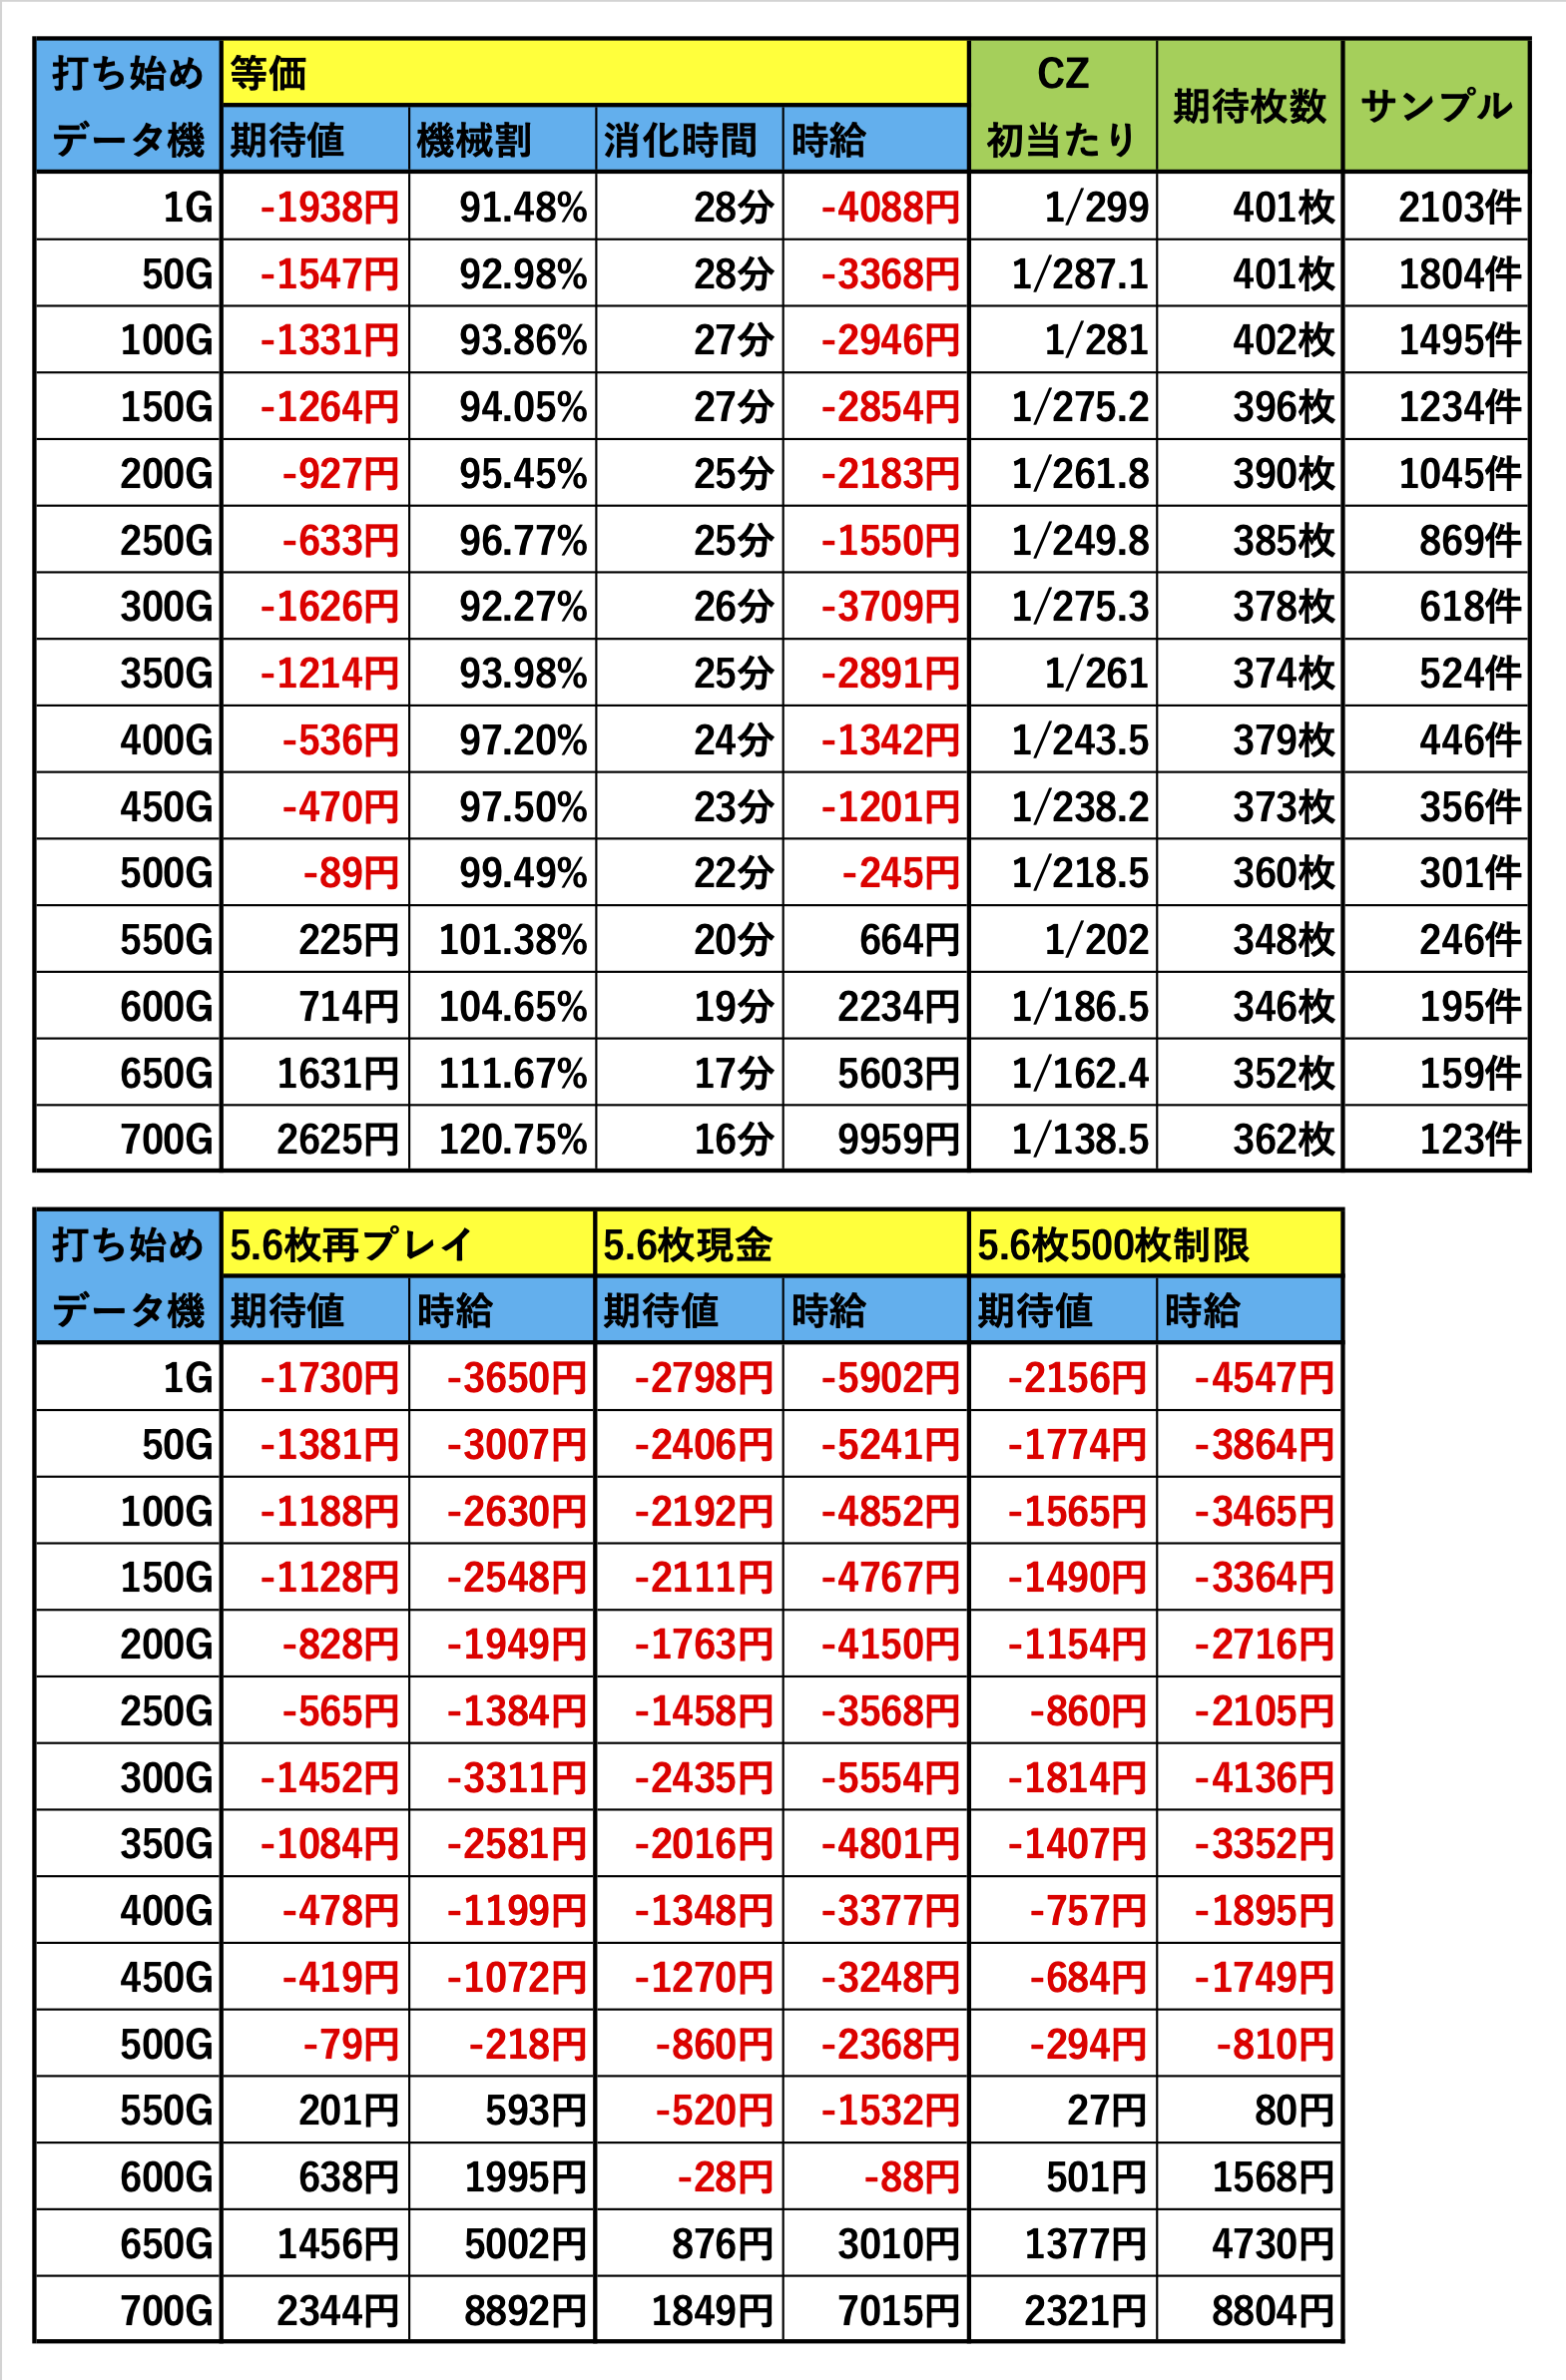 打ち始め 等価 CZ 期待枚数 サンプル
データ機 期待値 機械割 消化時間 時給 初当たり
1G -1938円 91.48% 28分 -4088円 1/299 401枚 2103件
50G -1547円 92.98% 28分 -3368円 1/287.1 401枚 1804件
100G -1331円 93.86% 27分 -2946円 1/281 402枚 1495件
150G -1264円 94.05% 27分 -2854円 1/275.2 396枚 1234件
200G -927円 95.45% 25分 -2183円 1/261.8 390枚 1045件
250G -633円 96.77% 25分 -1550円 1/249.8 385枚 869件
300G -1626円 92.27% 26分 -3709円 1/275.3 378枚 618件
350G -1214円 93.98% 25分 -2891円 1/261 374枚 524件
400G -536円 97.20% 24分 -1342円 1/243.5 379枚 446件
450G -470円 97.50% 23分 -1201円 1/238.2 373枚 356件
500G -89円 99.49% 22分 -245円 1/218.5 360枚 301件
550G 225円 101.38% 20分 664円 1/202 348枚 246件
600G 714円 104.65% 19分 2234円 1/186.5 346枚 195件
650G 1631円 111.67% 17分 5603円 1/162.4 352枚 159件
700G 2625円 120.75% 16分 9959円 1/138.5 362枚 123件
打ち始め 5.6枚再プレイ 5.6枚現金 5.6枚500枚制限
データ機 期待値 時給 期待値 時給 期待値 時給
1G -1730円 -3650円 -2798円 -5902円 -2156円 -4547円
50G -1381円 -3007円 -2406円 -5241円 -1774円 -3864円
100G -1188円 -2630円 -2192円 -4852円 -1565円 -3465円
150G -1128円 -2548円 -2111円 -4767円 -1490円 -3364円
200G -828円 -1949円 -1763円 -4150円 -1154円 -2716円
250G -565円 -1384円 -1458円 -3568円 -860円 -2105円
300G -1452円 -3311円 -2435円 -5554円 -1814円 -4136円
350G -1084円 -2581円 -2016円 -4801円 -1407円 -3352円
400G -478円 -1199円 -1348円 -3377円 -757円 -1895円
450G -419円 -1072円 -1270円 -3248円 -684円 -1749円
500G -79円 -218円 -860円 -2368円 -294円 -810円
550G 201円 593円 -520円 -1532円 27円 80円
600G 638円 1995円 -28円 -88円 501円 1568円
650G 1456円 5002円 876円 3010円 1377円 4730円
700G 2344円 8892円 1849円 7015円 2321円 8804円